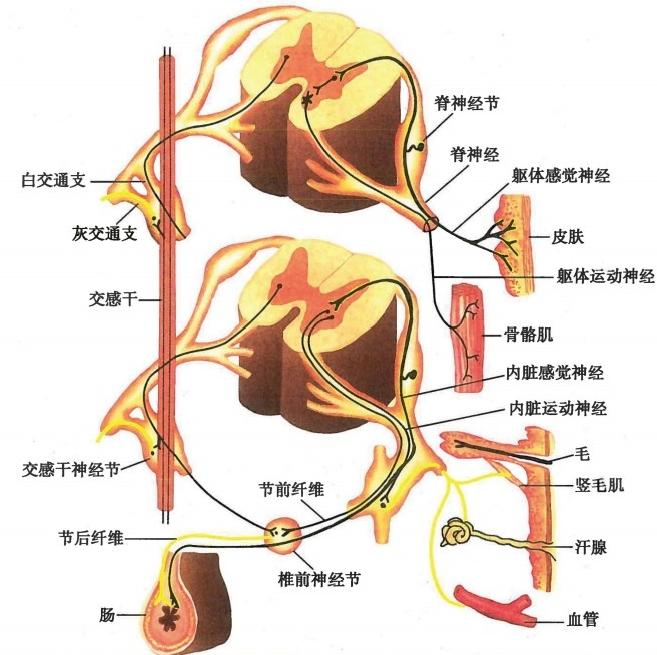 脊神经节
脊神经
白交通支
躯体感觉神经
灰交通支
皮肤
躯体运动神经
交感干
骨骼肌
内脏感觉神经
内脏运动神经
毛
交感干神经节
竖毛肌
节前纤维
节后纤维
汗腺
椎前神经节
肠
血管